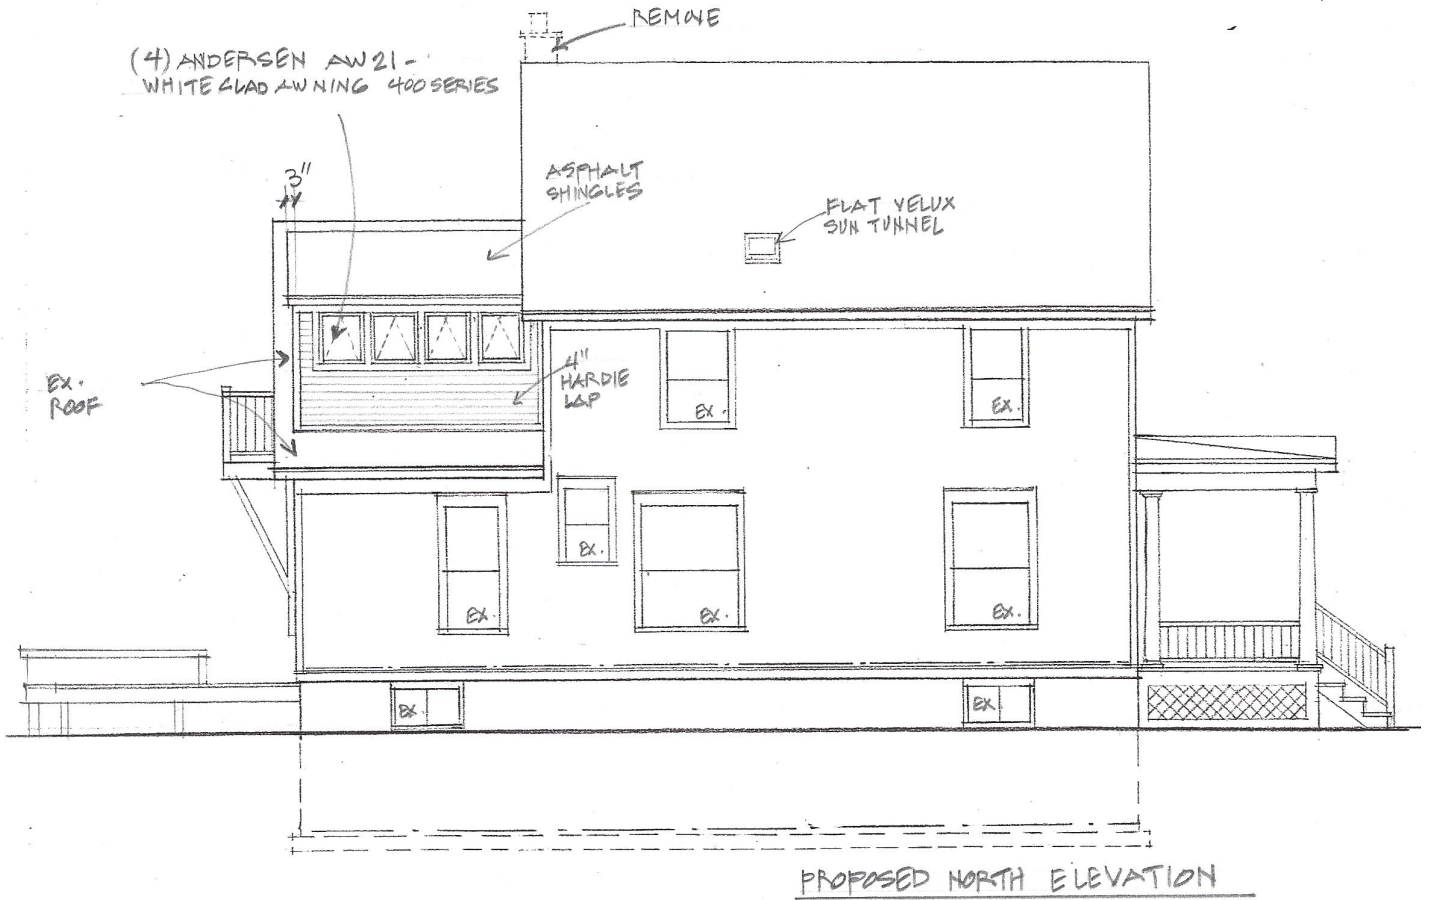 REMOVE
(4) ANDERSEN AW21-
WHITE CLAD AWNING 400 SERIES
3"
ASPHALT
SHINGLES
FLAT VELUX
SUN TUNNEL
EX.
ROOF
4"
HARDIE
LAP
EX.
EX.
EX.
EX.
EX.
EX.
EX.
EX
PROPOSED NORTH ELEVATION